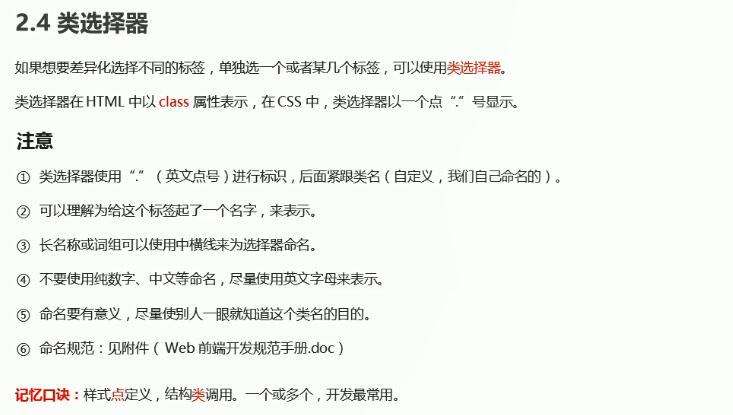 2.4 类选择器
如果想要差异化选择不同的标签，单独选一个或者某几个标签，可以使用类选择器。
类选择器在 HTML 中以 class 属性表示，在 CSS 中，类选择器以一个点“.”号显示。
注意
① 类选择器使用“.”（英文点号）进行标识，后面紧跟类名（自定义，我们自己命名的）。
② 可以理解为给这个标签起了一个名字，来表示。
③ 长名称或词组可以使用中横线来为选择器命名。
④ 不要使用纯数字、中文等命名，尽量使用英文字母来表示。
⑤ 命名要有意义，尽量使别人一眼就知道这个类名的目的。
⑥ 命名规范：见附件（ Web 前端开发规范手册.doc）
记忆口诀：样式点定义，结构类调用。一个或多个，开发最常用。